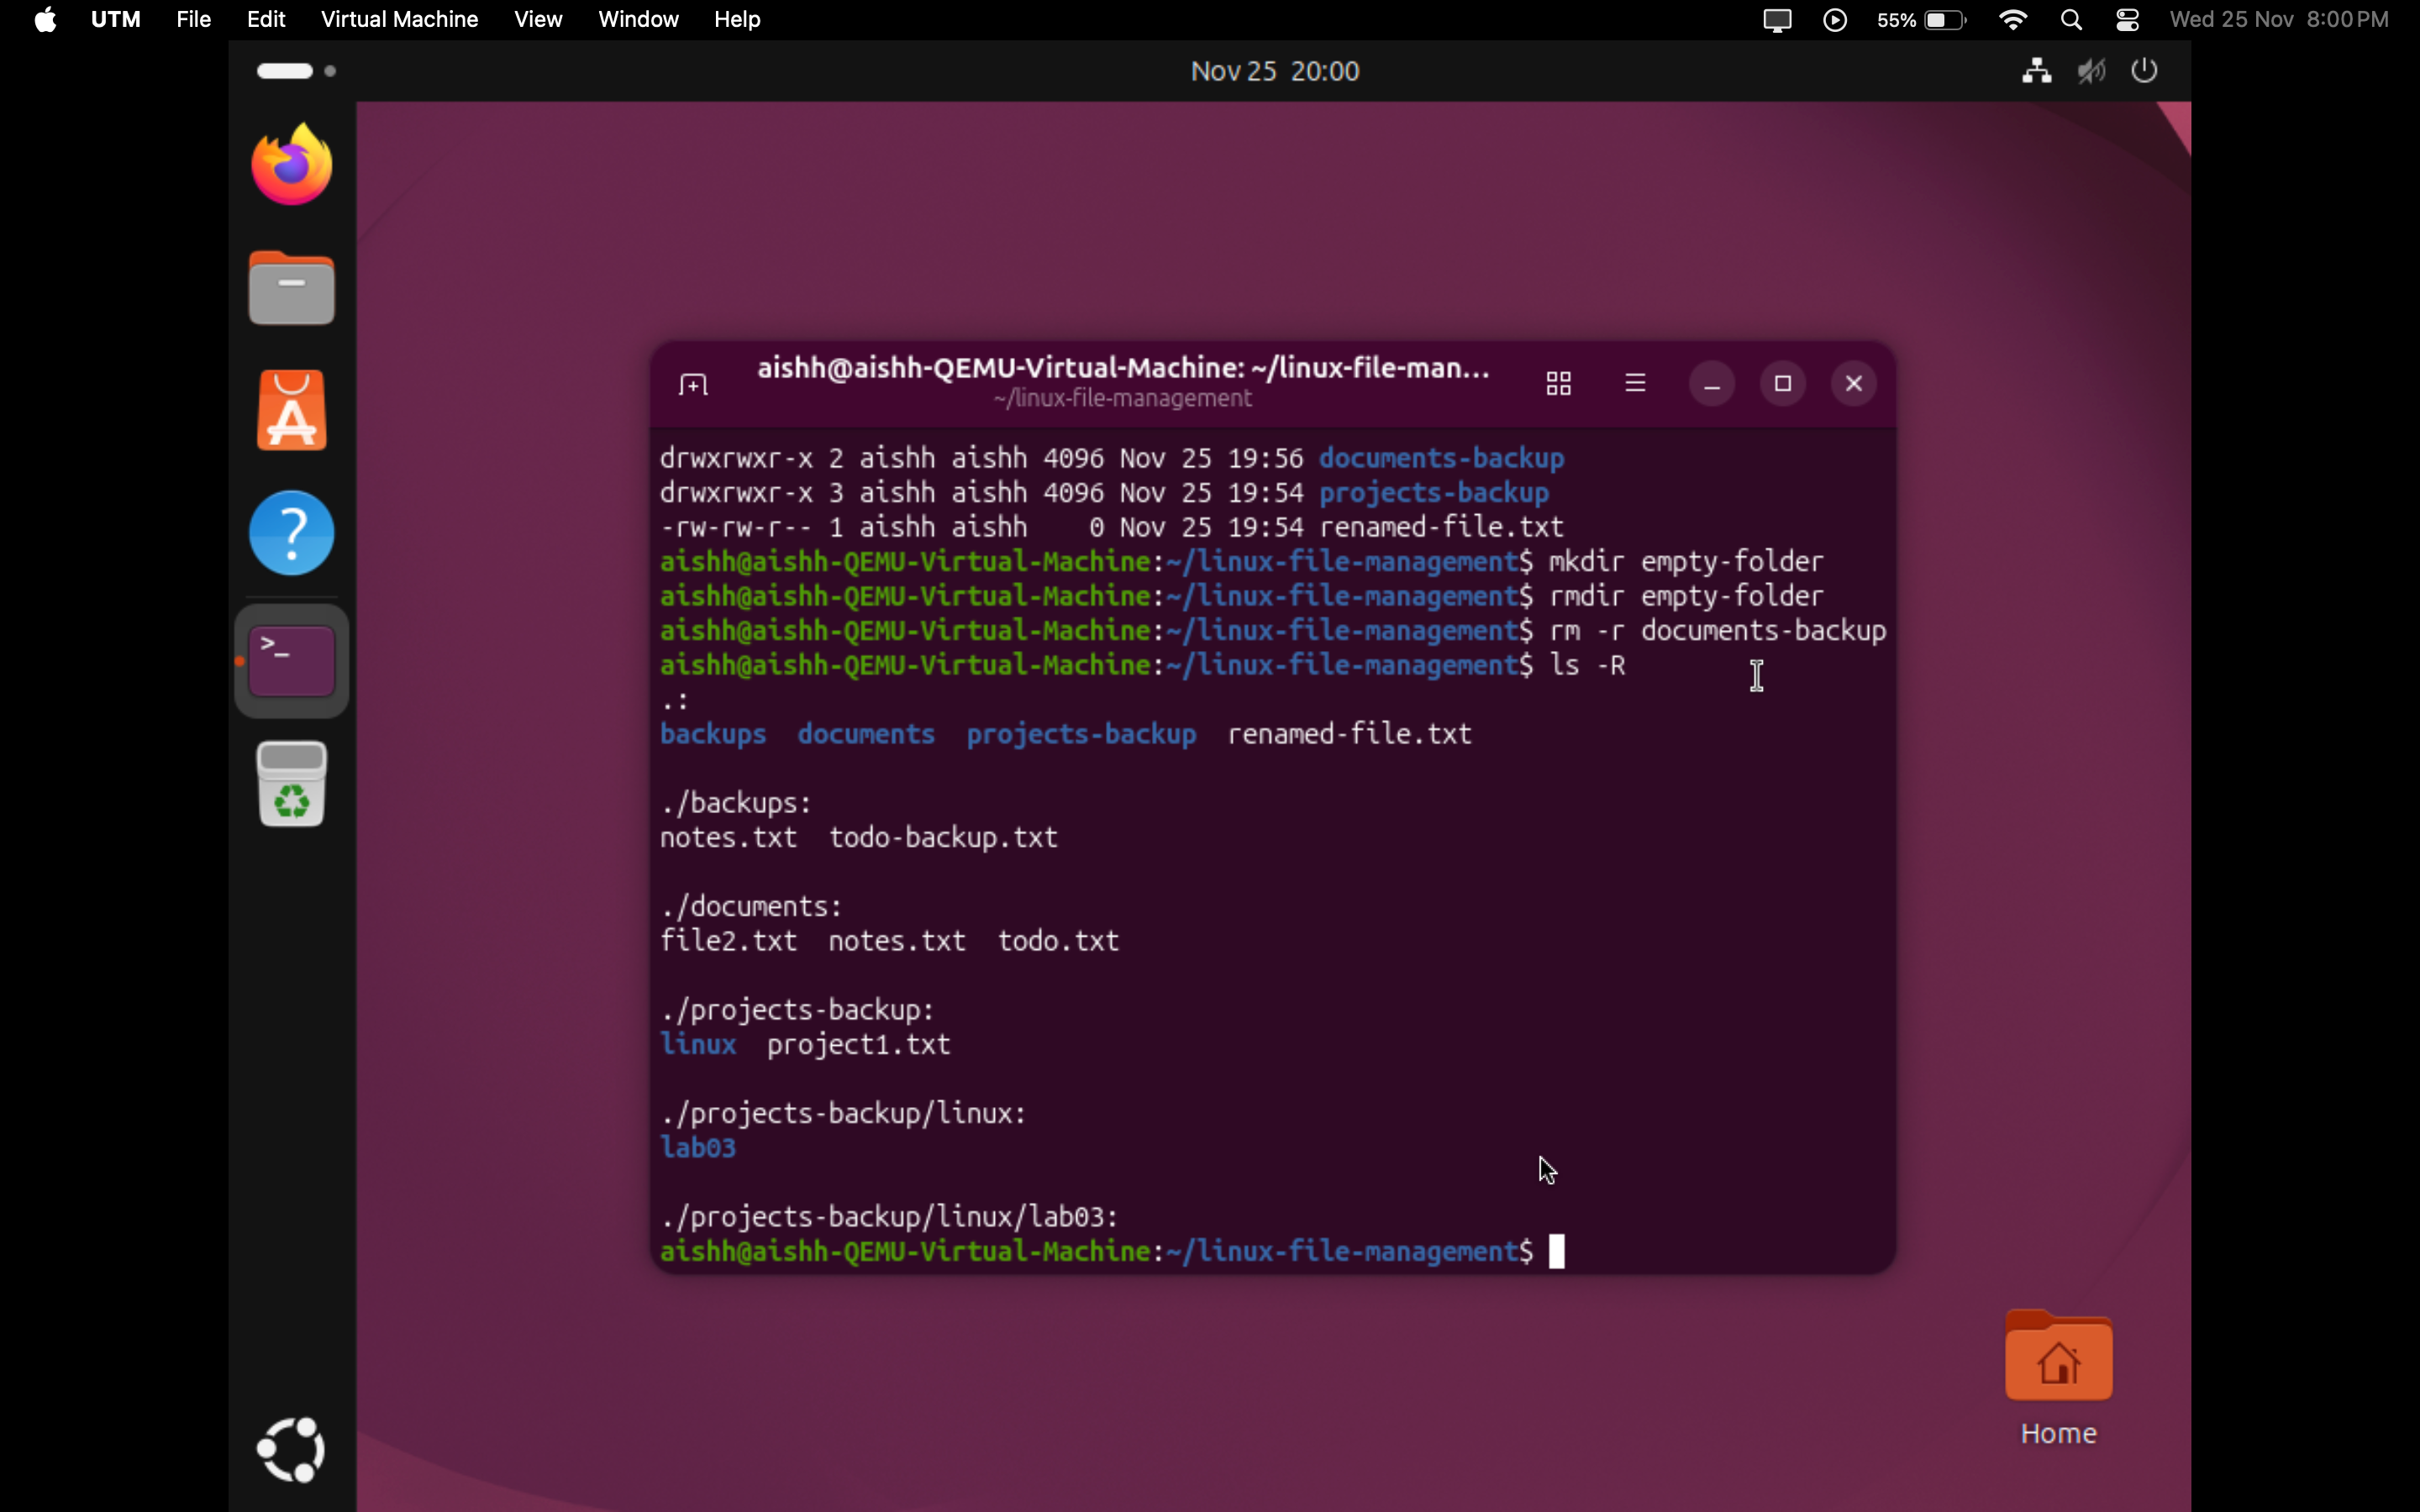 UTM File Edit Virtual Machine View Window Help 55% Wed 25 Nov 8:00 PM
Nov 25 20:00
aishh@aishh-QEMU-Virtual-Machine: ~/linux-file-man...
~/linux-file-management
drwxrwxr-x 2 aishh aishh 4096 Nov 25 19:56 documents-backup
drwxrwxr-x 3 aishh aishh 4096 Nov 25 19:54 projects-backup
-rw-rw-r-- 1 aishh aishh    0 Nov 25 19:54 renamed-file.txt
aishh@aishh-QEMU-Virtual-Machine:~/linux-file-management$ mkdir empty-folder
aishh@aishh-QEMU-Virtual-Machine:~/linux-file-management$ rmdir empty-folder
aishh@aishh-QEMU-Virtual-Machine:~/linux-file-management$ rm -r documents-backup
aishh@aishh-QEMU-Virtual-Machine:~/linux-file-management$ ls -R
.:
backups  documents  projects-backup  renamed-file.txt
./backups:
notes.txt  todo-backup.txt
./documents:
file2.txt  notes.txt  todo.txt
./projects-backup:
linux  project1.txt
./projects-backup/linux:
lab03
./projects-backup/linux/lab03:
aishh@aishh-QEMU-Virtual-Machine:~/linux-file-management$
Home